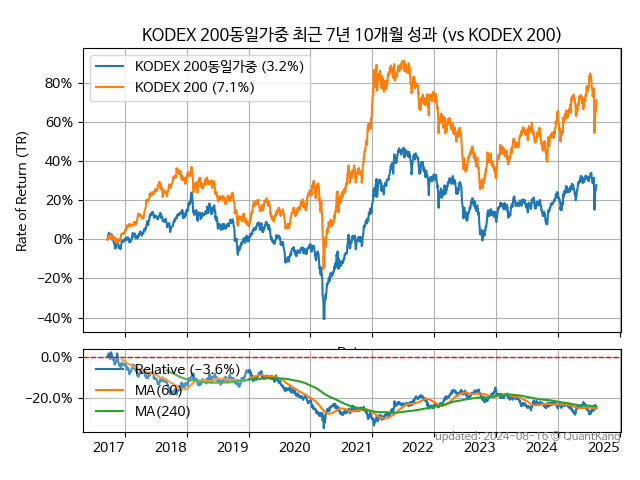 KODEX 200동일가중 최근 7년 10개월 성과 (vs KODEX 200)
KODEX 200동일가중 (3.2%)
KODEX 200 (7.1%)
Rate of Return (TR)
80%
60%
40%
20%
0%
−20%
−40%
0.0%
−20.0%
Relative (−3.6%)
MA(60)
MA(240)
2017 2018 2019 2020 2021 2022 2023 2024 2025
updated: 2024-08-16 © QuantKang